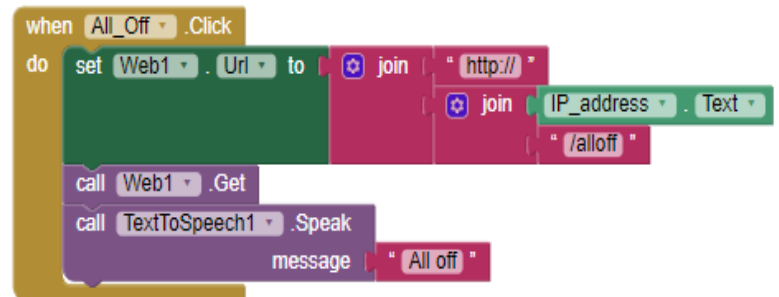 when All_Off .Click
do set Web1 . Url to join " http:// "
join IP_address . Text
" /alloff "
call Web1 .Get
call TextToSpeech1 .Speak
message " All off "